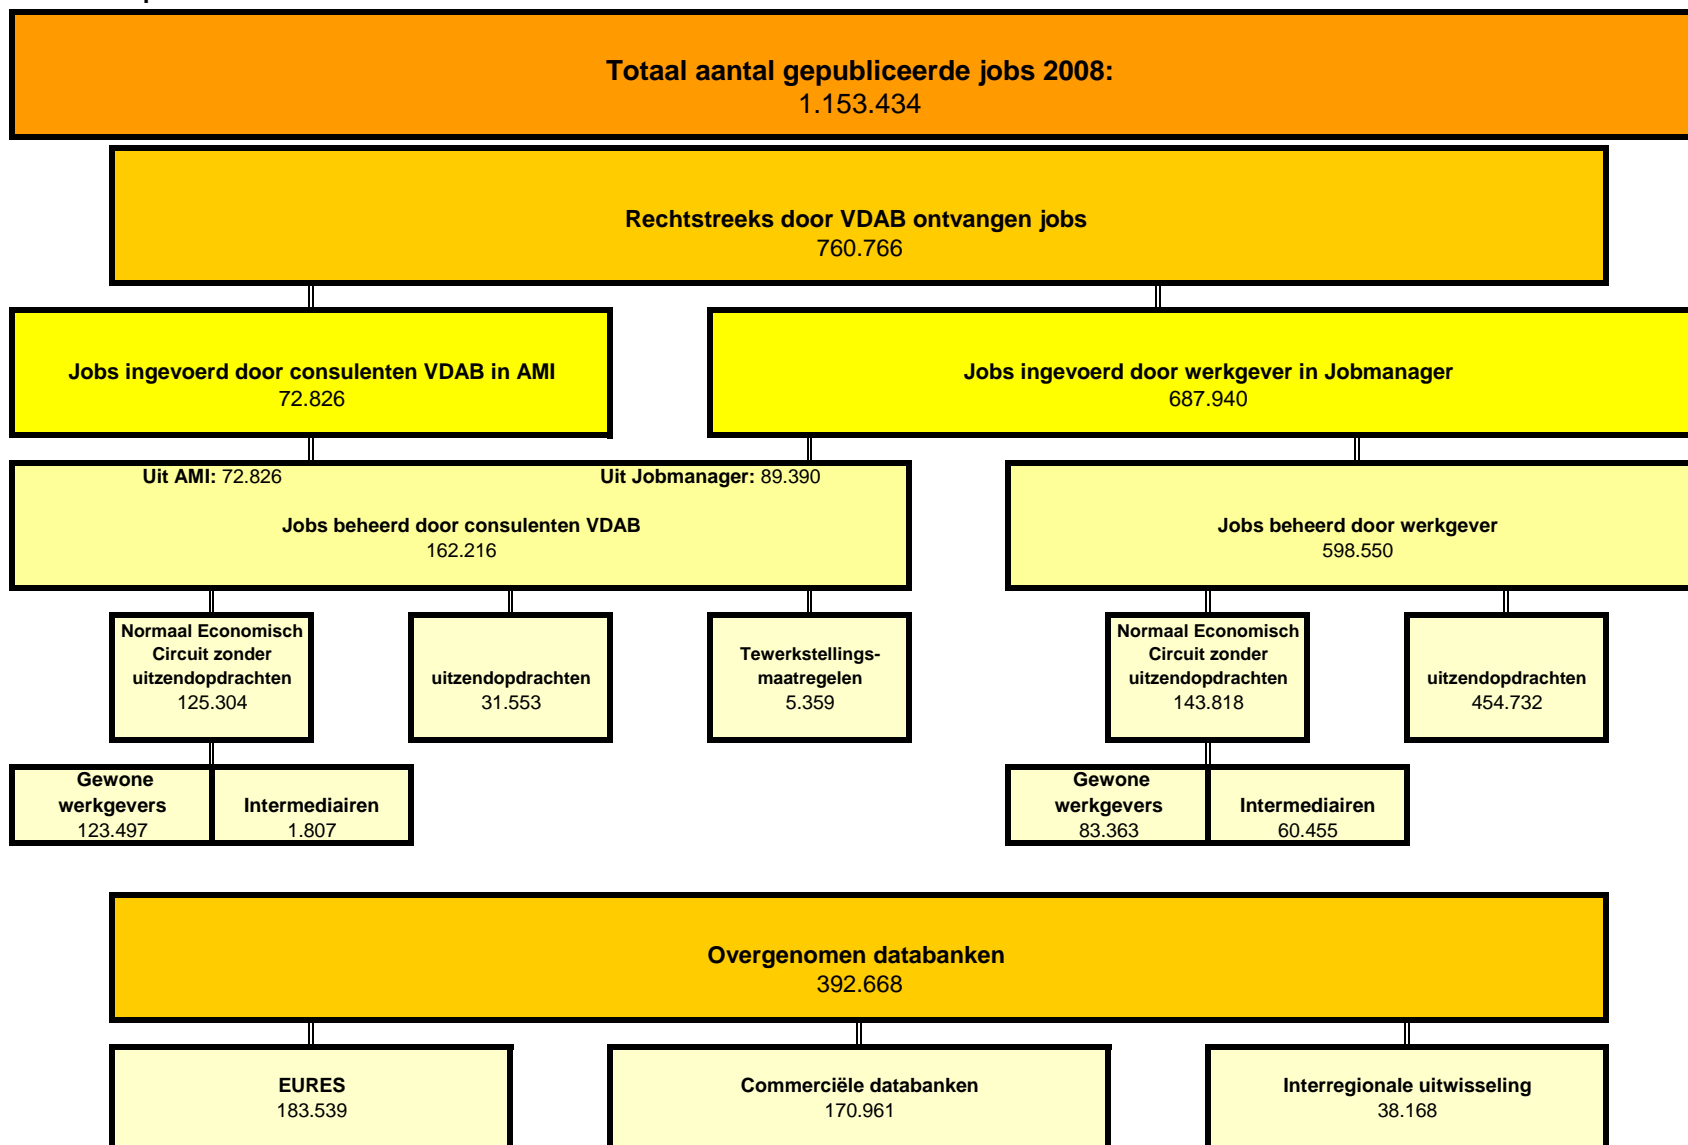 Totaal aantal gepubliceerde jobs 2008:
1.153.434
Rechtstreeks door VDAB ontvangen jobs
760.766
Jobs ingevoerd door consulenten VDAB in AMI
72.826
Jobs ingevoerd door werkgever in Jobmanager
687.940
Uit AMI: 72.826
Uit Jobmanager: 89.390
Jobs beheerd door consulenten VDAB
162.216
Jobs beheerd door werkgever
598.550
Normaal Economisch
Circuit zonder
uitzendopdrachten
125.304
uitzendopdrachten
31.553
Tewerkstellings-
maatregelen
5.359
Normaal Economisch
Circuit zonder
uitzendopdrachten
143.818
uitzendopdrachten
454.732
Gewone
werkgevers
123.497
Intermediairen
1.807
Gewone
werkgevers
83.363
Intermediairen
60.455
Overgenomen databanken
392.668
EURES
183.539
Commerciële databanken
170.961
Interregionale uitwisseling
38.168